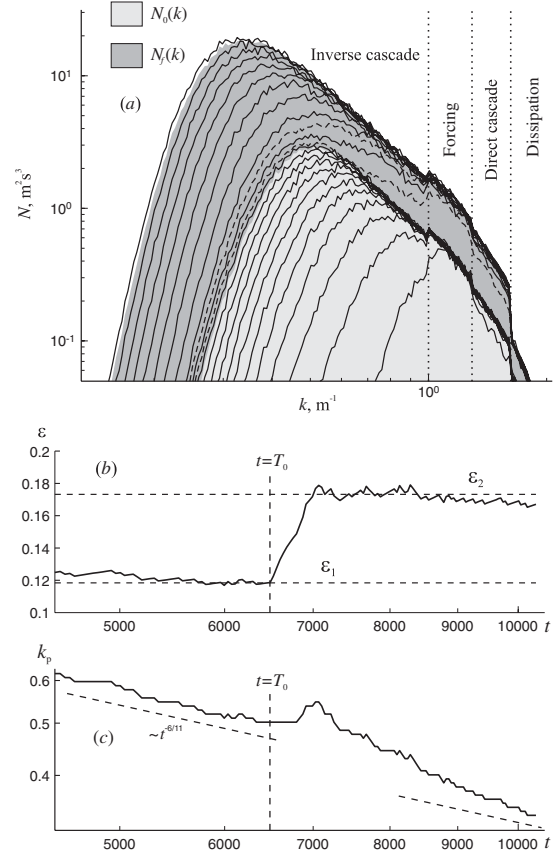 N₀(k)
N_f(k)
(a)
Inverse cascade
Forcing
Direct cascade
Dissipation
N, m²s³
10¹
10⁰
10⁻¹
k, m⁻¹
10⁰
ε
(b)
t=T₀
ε₂
ε₁
0.2
0.18
0.16
0.14
0.12
0.1
5000 6000 7000 8000 9000 10000 t
kₚ
t=T₀
(c)
~t⁻⁶/¹¹
0.6
0.5
0.4
5000 6000 7000 8000 9000 10000 t